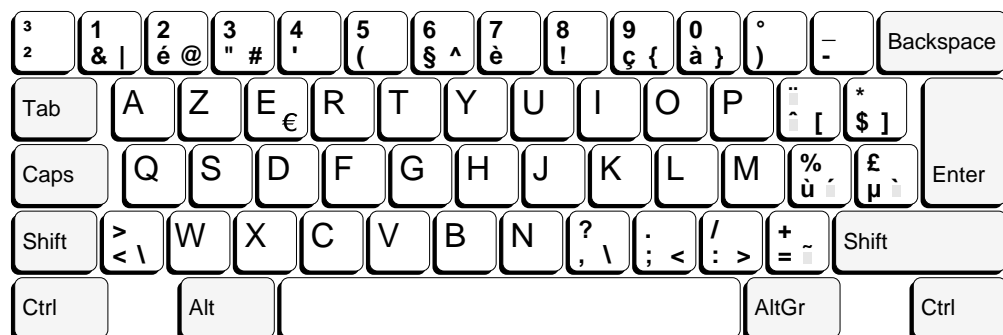 ³ 1 2 3 4 5 6 7 8 9 0 ° _ Backspace
² & | é @ " # ' ( § ^ è ! ç { à } ) -
Tab A Z E € R T Y U I O P ¨ ^ [ * $ ]
Caps Q S D F G H J K L M % ù ´ £ µ ` Enter
Shift > < \ W X C V B N ? , \ . ; < / : > + = ~ Shift
Ctrl Alt AltGr Ctrl